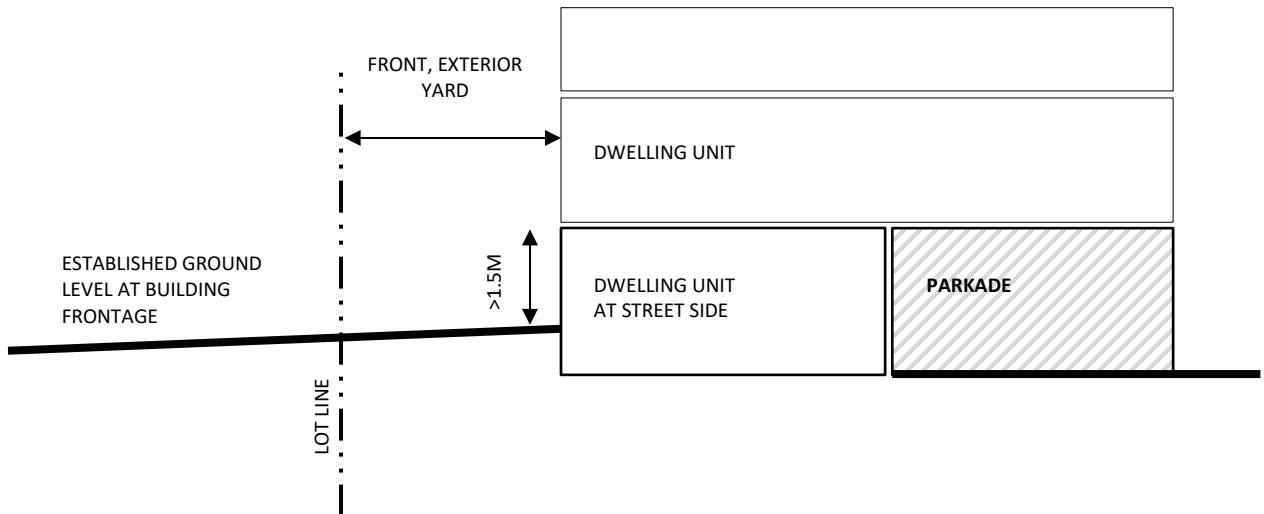 FRONT, EXTERIOR
YARD
DWELLING UNIT
ESTABLISHED GROUND
LEVEL AT BUILDING
FRONTAGE
>1.5M
DWELLING UNIT
AT STREET SIDE
PARKADE
LOT LINE